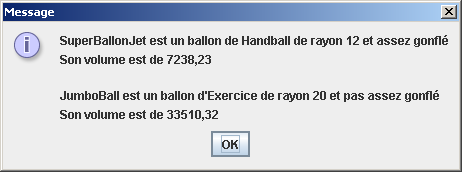 Message
SuperBallonJet est un ballon de Handball de rayon 12 et assez gonflé
Son volume est de 7238,23
JumboBall est un ballon d'Exercice de rayon 20 et pas assez gonflé
Son volume est de 33510,32
OK